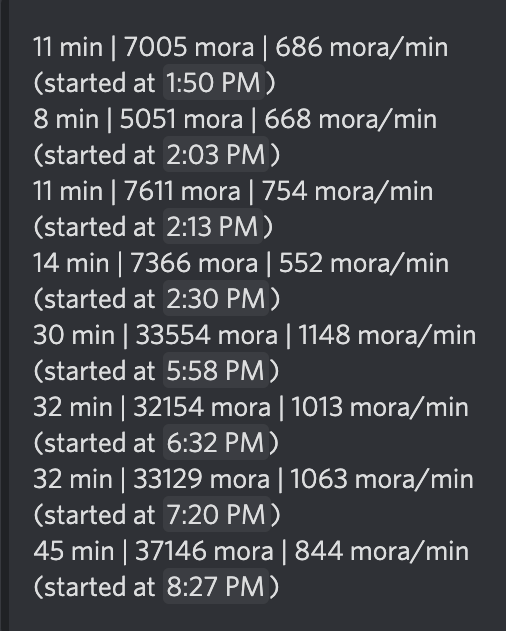 11 min | 7005 mora | 686 mora/min
(started at 1:50 PM)
8 min | 5051 mora | 668 mora/min
(started at 2:03 PM)
11 min | 7611 mora | 754 mora/min
(started at 2:13 PM)
14 min | 7366 mora | 552 mora/min
(started at 2:30 PM)
30 min | 33554 mora | 1148 mora/min
(started at 5:58 PM)
32 min | 32154 mora | 1013 mora/min
(started at 6:32 PM)
32 min | 33129 mora | 1063 mora/min
(started at 7:20 PM)
45 min | 37146 mora | 844 mora/min
(started at 8:27 PM)